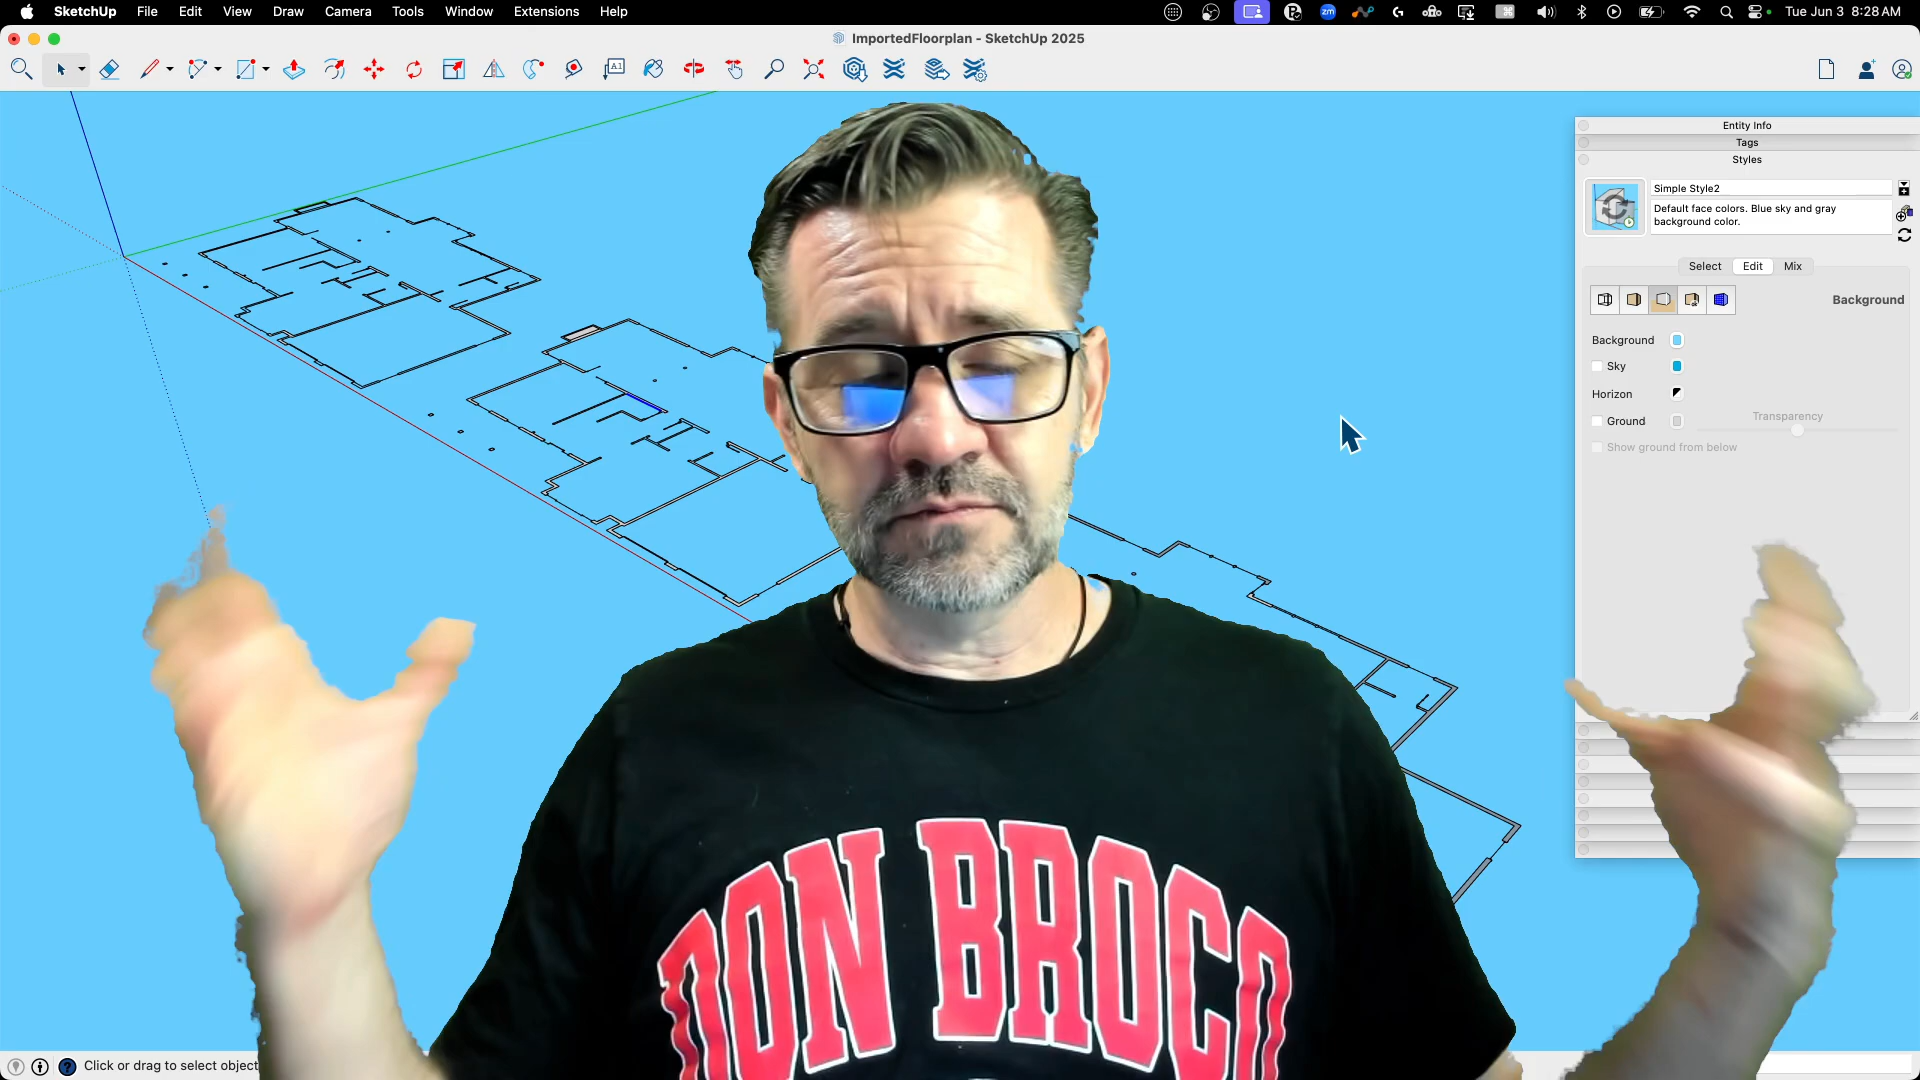 SketchUp File Edit View Draw Camera Tools Window Extensions Help
zm
Tue Jun 3 8:28 AM
ImportedFloorplan - SketchUp 2025
A1
Entity Info
Tags
Styles
Simple Style2
Default face colors. Blue sky and gray
background color.
Select Edit Mix
Background
Background
Sky
Horizon
Ground
Transparency
Show ground from below
DON BROCO
Click or drag to select object